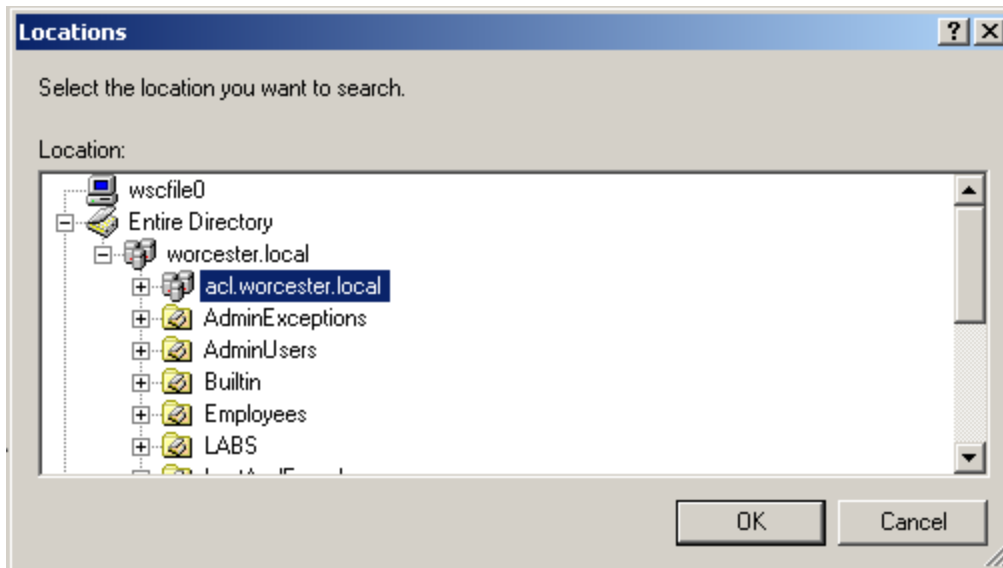 Locations
Select the location you want to search.
Location:
wscfile0
Entire Directory
worcester.local
acl.worcester.local
AdminExceptions
AdminUsers
Builtin
Employees
LABS
OK
Cancel